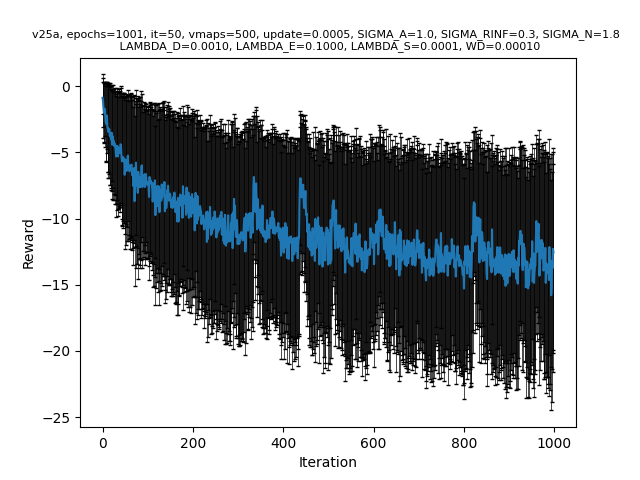 v25a, epochs=1001, it=50, vmaps=500, update=0.0005, SIGMA_A=1.0, SIGMA_RINF=0.3, SIGMA_N=1.8
LAMBDA_D=0.0010, LAMBDA_E=0.1000, LAMBDA_S=0.0001, WD=0.00010
0
−5
−10
−15
−20
−25
Reward
0 200 400 600 800 1000
Iteration